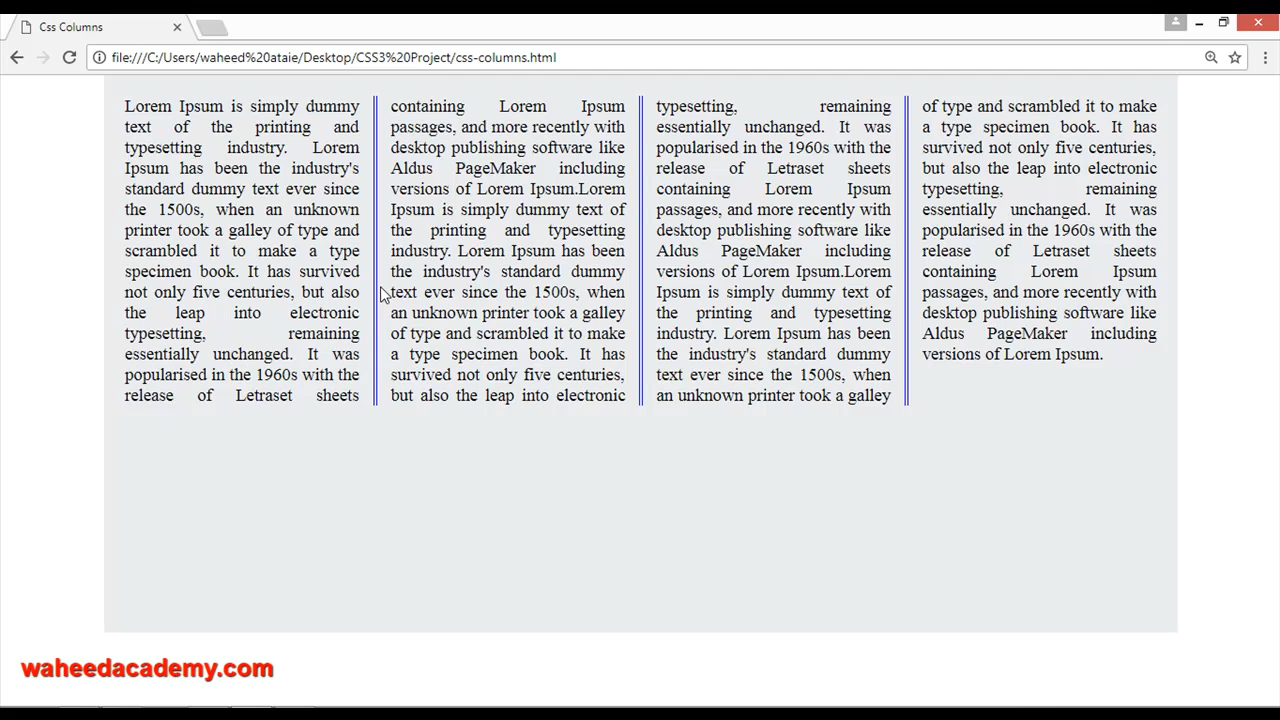 Css Columns
file:///C:/Users/waheed%20ataie/Desktop/CSS3%20Project/css-columns.html
Lorem Ipsum is simply dummy
text of the printing and
typesetting industry. Lorem
Ipsum has been the industry's
standard dummy text ever since
the 1500s, when an unknown
printer took a galley of type and
scrambled it to make a type
specimen book. It has survived
not only five centuries, but also
the leap into electronic
typesetting, remaining
essentially unchanged. It was
popularised in the 1960s with the
release of Letraset sheets
containing Lorem Ipsum
passages, and more recently with
desktop publishing software like
Aldus PageMaker including
versions of Lorem Ipsum.Lorem
Ipsum is simply dummy text of
the printing and typesetting
industry. Lorem Ipsum has been
the industry's standard dummy
text ever since the 1500s, when
an unknown printer took a galley
of type and scrambled it to make
a type specimen book. It has
survived not only five centuries,
but also the leap into electronic
typesetting, remaining
essentially unchanged. It was
popularised in the 1960s with the
release of Letraset sheets
containing Lorem Ipsum
passages, and more recently with
desktop publishing software like
Aldus PageMaker including
versions of Lorem Ipsum.Lorem
Ipsum is simply dummy text of
the printing and typesetting
industry. Lorem Ipsum has been
the industry's standard dummy
text ever since the 1500s, when
an unknown printer took a galley
of type and scrambled it to make
a type specimen book. It has
survived not only five centuries,
but also the leap into electronic
typesetting, remaining
essentially unchanged. It was
popularised in the 1960s with the
release of Letraset sheets
containing Lorem Ipsum
passages, and more recently with
desktop publishing software like
Aldus PageMaker including
versions of Lorem Ipsum.
waheedacademy.com